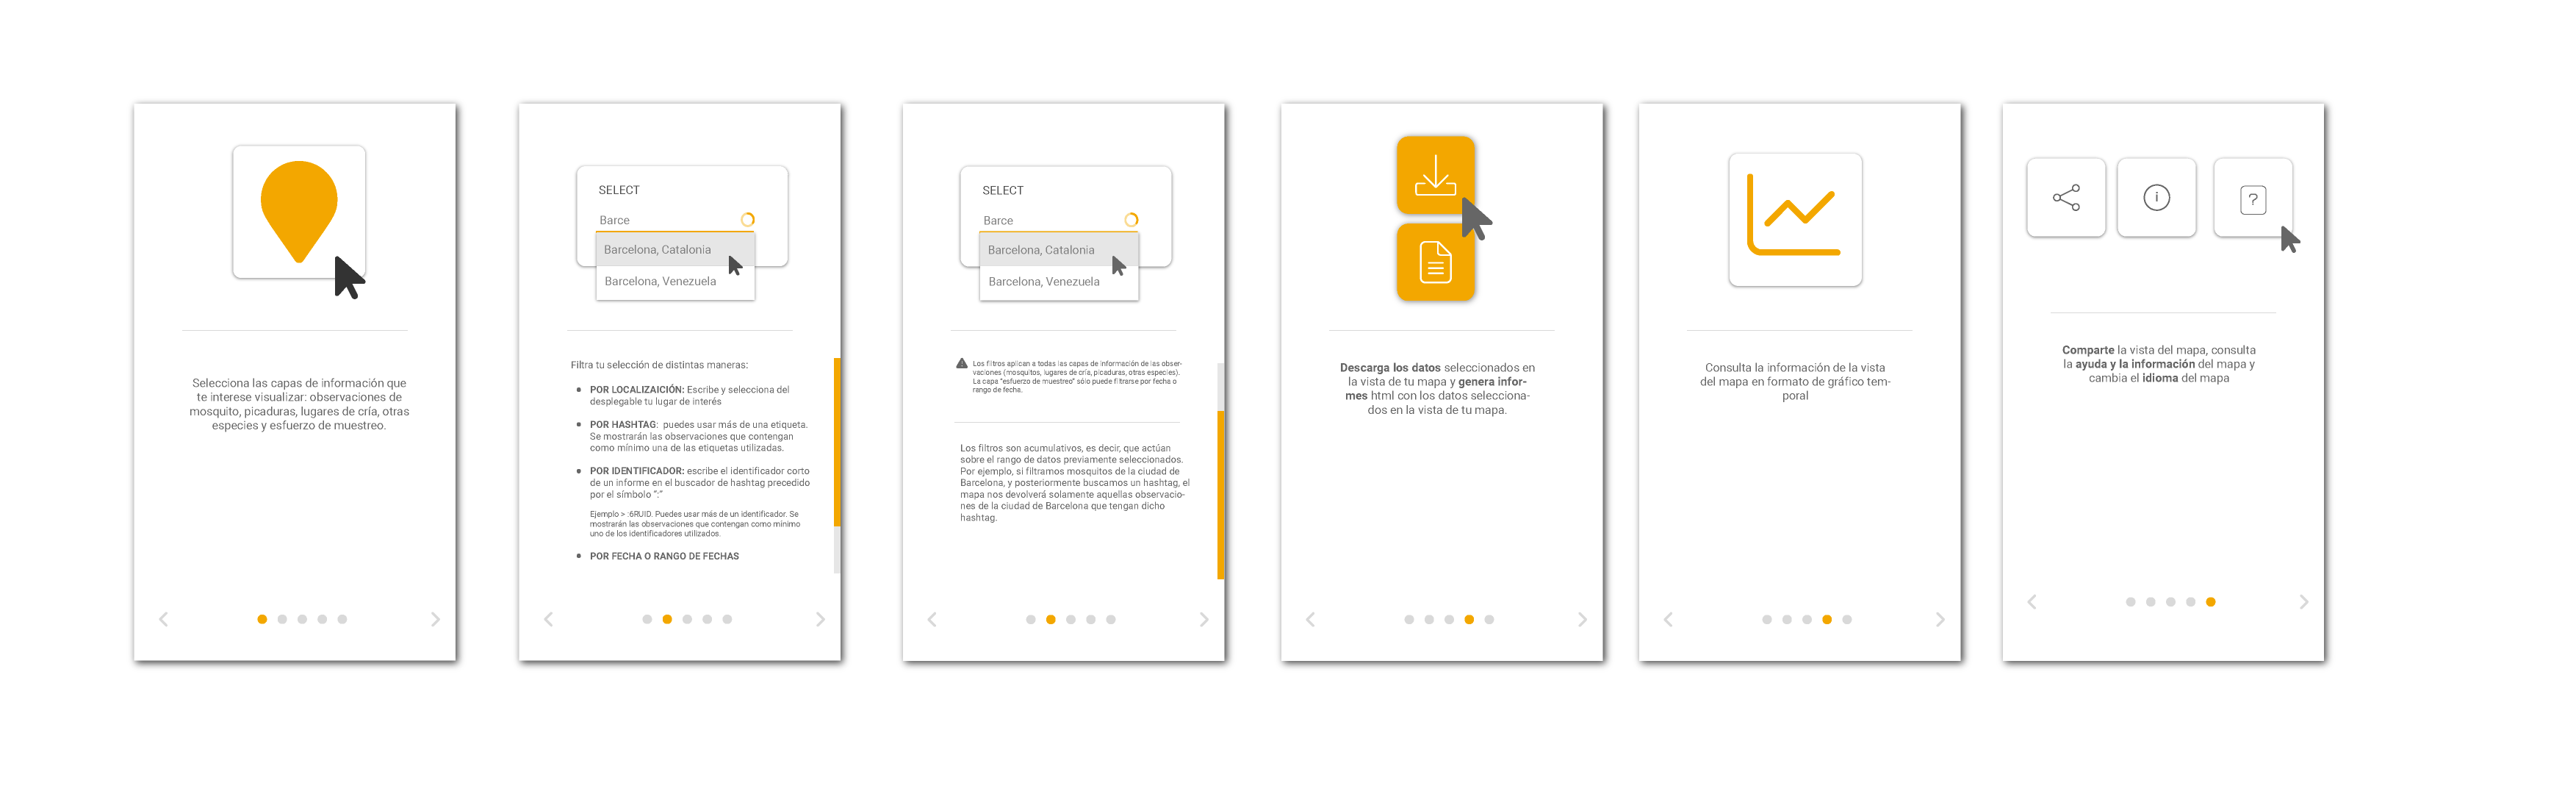 Selecciona las capas de información que
te interese visualizar: observaciones de
mosquito, picaduras, lugares de cría, otras
especies y esfuerzo de muestreo.
SELECT
Barce
Barcelona, Catalonia
Barcelona, Venezuela
Filtra tu selección de distintas maneras:
• POR LOCALIZAICIÓN: Escribe y selecciona del
desplegable tu lugar de interés
• POR HASHTAG: puedes usar más de una etiqueta.
Se mostrarán las observaciones que contengan
como mínimo una de las etiquetas utilizadas.
• POR IDENTIFICADOR: escribe el identificador corto
de un informe en el buscador de hashtag precedido
por el símbolo ":"
Ejemplo > :6RUID. Puedes usar más de un identificador. Se
mostrarán las observaciones que contengan como mínimo
uno de los identificadores utilizados.
• POR FECHA O RANGO DE FECHAS
SELECT
Barce
Barcelona, Catalonia
Barcelona, Venezuela
Los filtros aplican a todas las capas de información de las obser-
vaciones (mosquitos, lugares de cría, picaduras, otras especies).
La capa "esfuerzo de muestreo" sólo puede filtrarse por fecha o
rango de fecha.
Los filtros son acumulativos, es decir, que actúan
sobre el rango de datos previamente seleccionados.
Por ejemplo, si filtramos mosquitos de la ciudad de
Barcelona, y posteriormente buscamos un hashtag, el
mapa nos devolverá solamente aquellas observacio-
nes de la ciudad de Barcelona que tengan dicho
hashtag.
Descarga los datos seleccionados en
la vista de tu mapa y genera infor-
mes html con los datos selecciona-
dos en la vista de tu mapa.
Consulta la información de la vista
del mapa en formato de gráfico tem-
poral
i
?
Comparte la vista del mapa, consulta
la ayuda y la información del mapa y
cambia el idioma del mapa